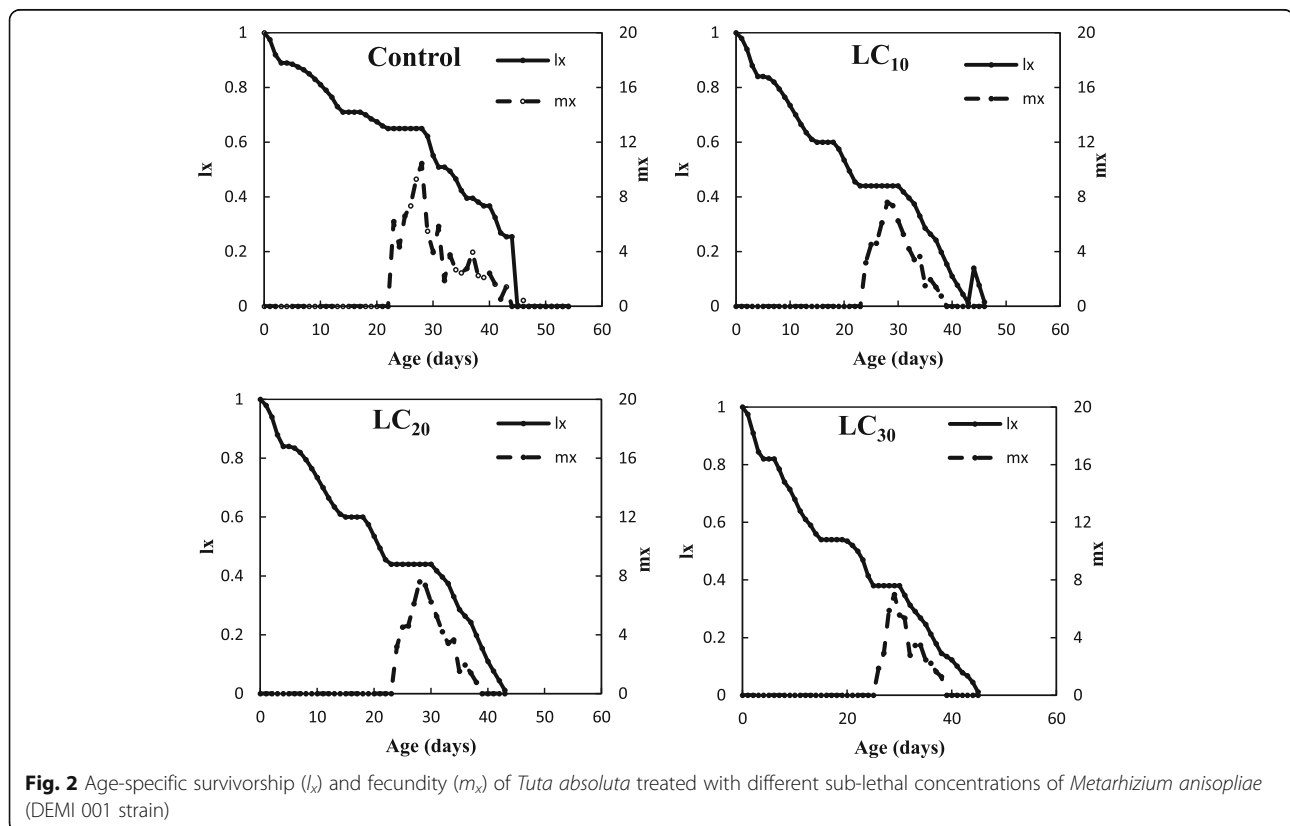 Control
lx
mx
1
0.8
0.6
0.4
0.2
0
20
16
12
8
4
0
0 10 20 30 40 50 60
lx
mx
Age (days)
LC10
lx
mx
1
0.8
0.6
0.4
0.2
0
20
16
12
8
4
0
0 10 20 30 40 50 60
lx
mx
Age (days)
LC20
lx
mx
1
0.8
0.6
0.4
0.2
0
20
16
12
8
4
0
0 10 20 30 40 50 60
lx
mx
Age (days)
LC30
lx
mx
1
0.8
0.6
0.4
0.2
0
20
16
12
8
4
0
0 20 40 60
lx
mx
Age (days)
Fig. 2 Age-specific survivorship (lx) and fecundity (mx) of Tuta absoluta treated with different sub-lethal concentrations of Metarhizium anisopliae
(DEMI 001 strain)